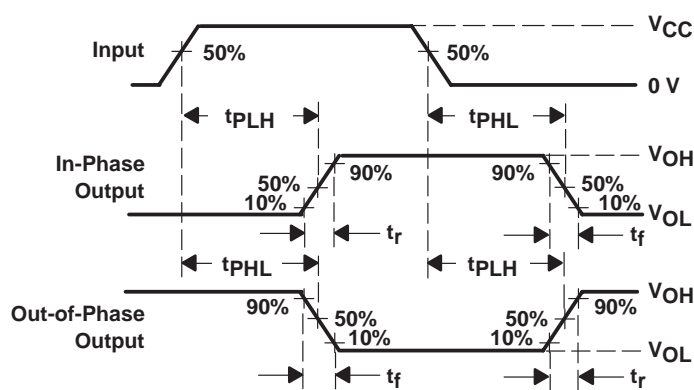 VCC
Input
50%
50%
0 V
tPLH
tPHL
In-Phase
Output
VOH
90%
90%
50%
50%
10%
10%
VOL
tr
tf
tPHL
tPLH
Out-of-Phase
Output
VOH
90%
90%
50%
50%
10%
10%
VOL
tf
tr